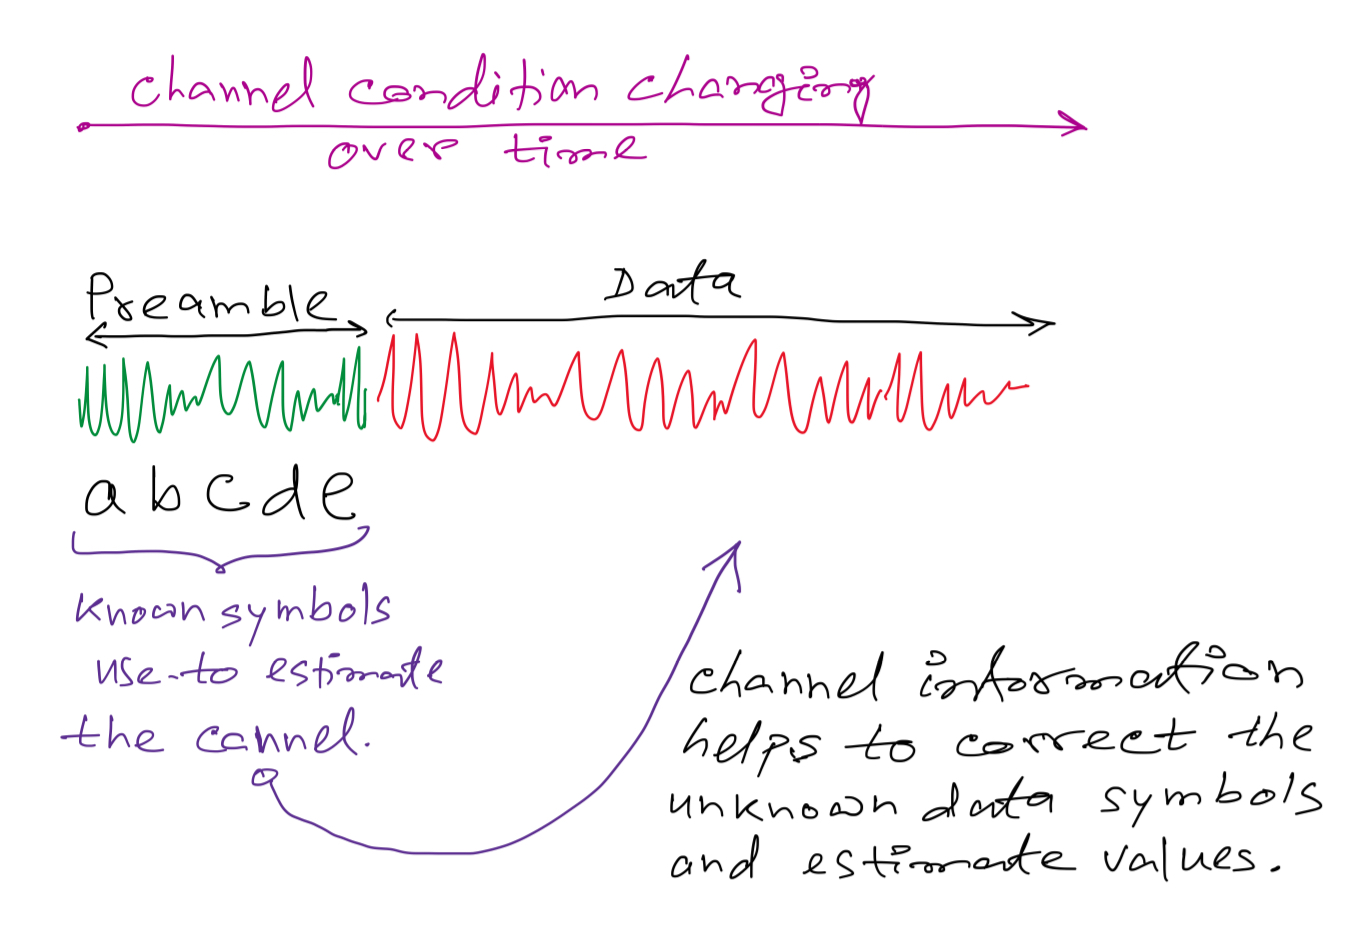 channel condition changing
over time
Preamble
Data
a b c d e
known symbols
use to estimate
the cannel.
channel information
helps to correct the
unknown data symbols
and estimate values.